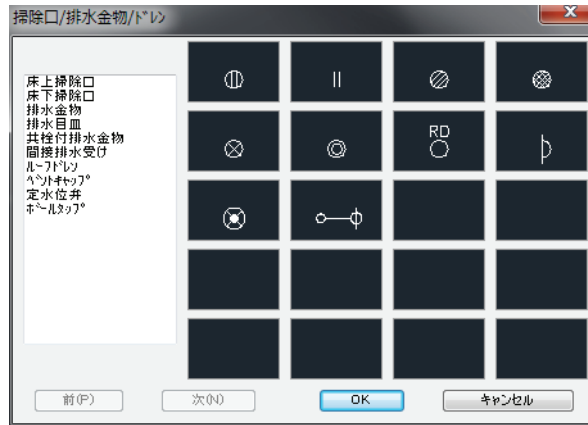 掃除口/排水金物/ﾄﾞﾚﾝ
床上掃除口
床下掃除口
排水金物
排水目皿
共栓付排水金物
間接排水受け
ﾙｰﾌﾄﾞﾚﾝ
ﾍﾞﾝﾄｷｬｯﾌﾟ
定水位弁
ﾎﾞｰﾙﾀｯﾌﾟ
RD
前(P)
次(N)
OK
キャンセル